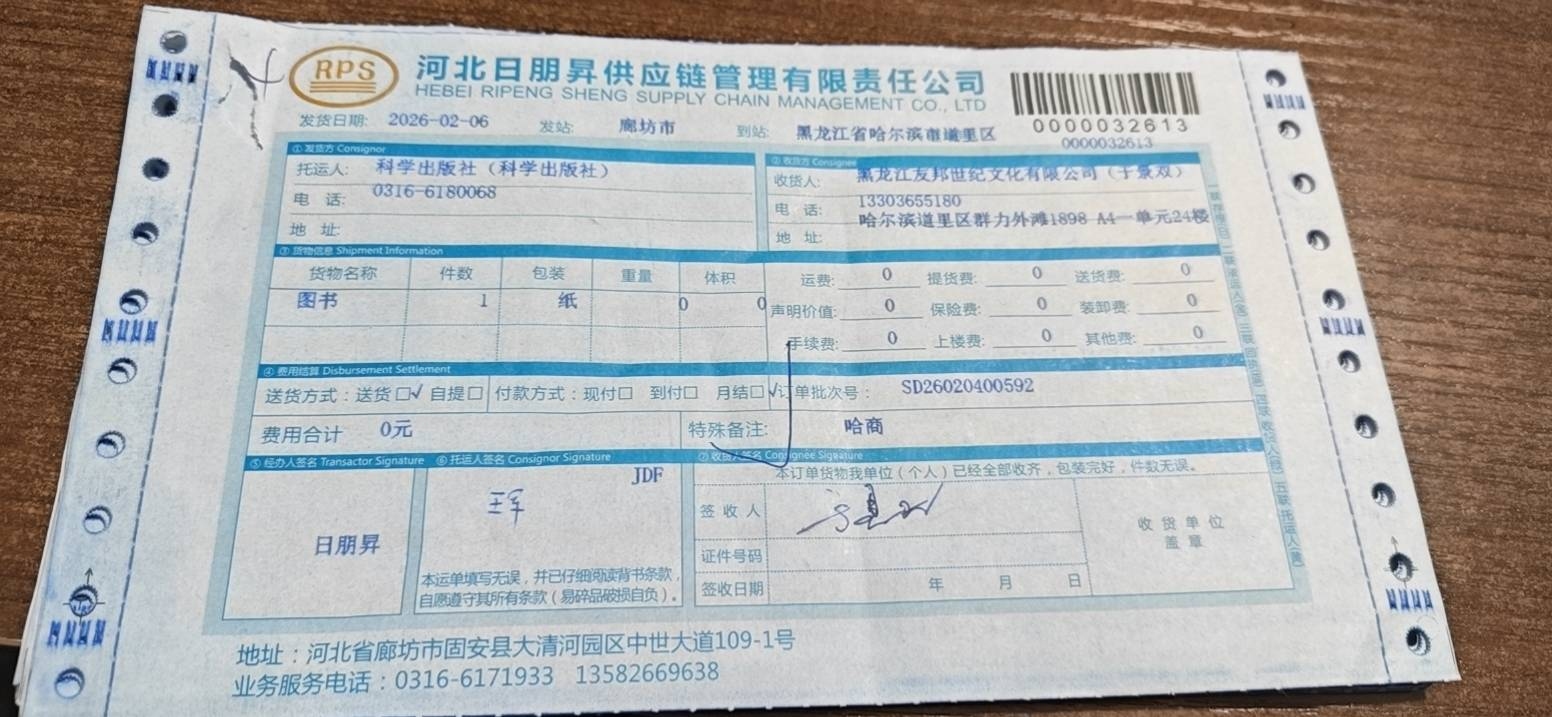 RPS
河北日朋昇供应链管理有限责任公司
HEBEI RIPENG SHENG SUPPLY CHAIN MANAGEMENT CO., LTD
0000032613
发货日期: 2026-02-06 发站: 廊坊市 到站: 黑龙江省哈尔滨市道里区
0000032613
①发货方 Consignor
托运人: 科学出版社（科学出版社）
电 话: 0316-6180068
地 址:
②收货方 Consignee
收货人: 黑龙江友邦世纪文化有限公司（于景双）
电 话: 13303655180
地 址: 哈尔滨道里区群力外滩1898 A4一单元24楼
③货物信息 Shipment Information
货物名称 件数 包装 重量 体积
图书 1 纸 0 0
运费: 0 提货费: 0 送货费: 0
声明价值: 0 保险费: 0 装卸费: 0
手续费: 0 上楼费: 0 其他费: 0
④费用结算 Disbursement Settlement
送货方式：送货☐√ 自提☐ 付款方式：现付☐ 到付☐ 月结☐√ 订单批次号： SD26020400592
费用合计 0元 特殊备注: 哈商
⑤经办人签名 Transactor Signature
日朋昇
⑥托运人签名 Consignor Signature
JDF
王军
本运单填写无误，并已仔细阅读背书条款，
自愿遵守其所有条款（易碎品破损自负）。
⑦收货人签名 Consignee Signature
本订单货物我单位（个人）已经全部收齐，包装完好，件数无误。
签收人
证件号码
签收日期 年 月 日
收货单位
盖章
地址：河北省廊坊市固安县大清河园区中世大道109-1号
业务服务电话：0316-6171933 13582669638